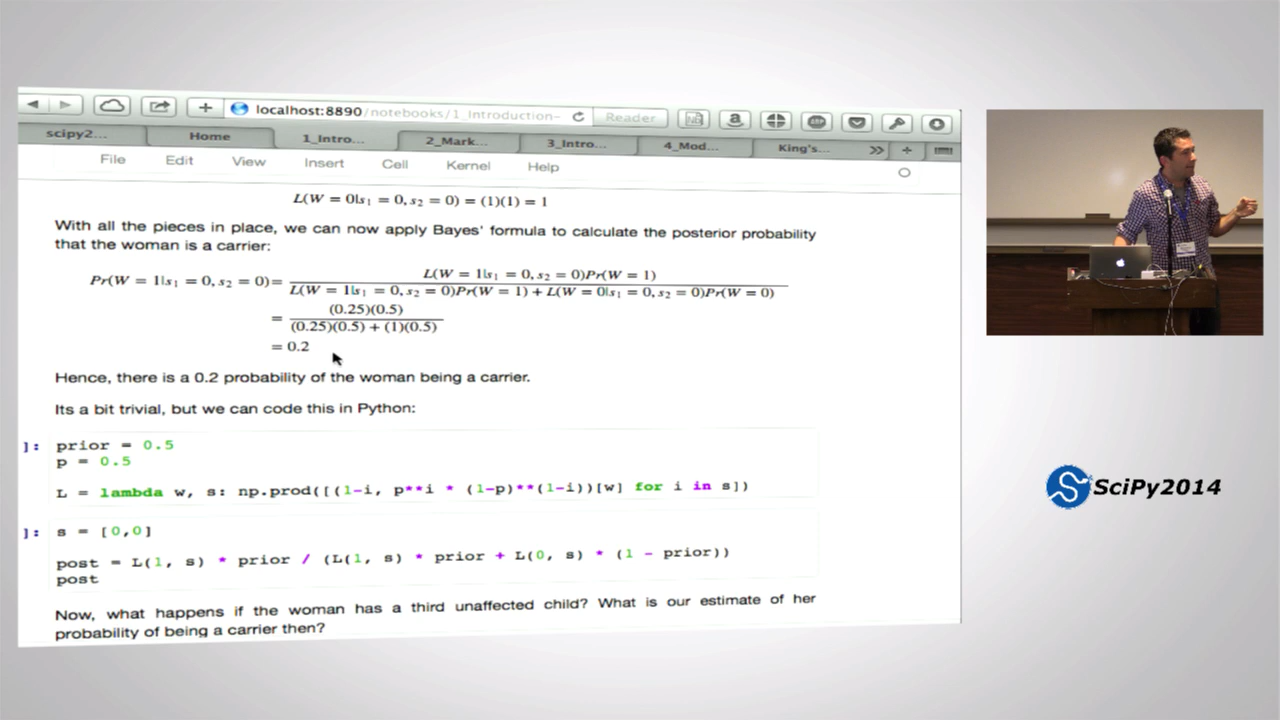 localhost:8890/notebooks/1_Introduction-
Reader
scipy2... Home 1_Intro... 2_Mark... 3_Intro... 4_Mod... King's... >> +
File Edit View Insert Cell Kernel Help
L(W = 0|s₁ = 0, s₂ = 0) = (1)(1) = 1
With all the pieces in place, we can now apply Bayes' formula to calculate the posterior probability
that the woman is a carrier:
Pr(W = 1|s₁ = 0, s₂ = 0)= L(W = 1|s₁ = 0, s₂ = 0)Pr(W = 1)
L(W = 1|s₁ = 0, s₂ = 0)Pr(W = 1) + L(W = 0|s₁ = 0, s₂ = 0)Pr(W = 0)
= (0.25)(0.5)
(0.25)(0.5) + (1)(0.5)
= 0.2
Hence, there is a 0.2 probability of the woman being a carrier.
Its a bit trivial, but we can code this in Python:
]: prior = 0.5
p = 0.5
L = lambda w, s: np.prod([(1-i, p**i * (1-p)**(1-i))[w] for i in s])
]: s = [0,0]
post = L(1, s) * prior / (L(1, s) * prior + L(0, s) * (1 - prior))
post
Now, what happens if the woman has a third unaffected child? What is our estimate of her
probability of being a carrier then?
SciPy2014